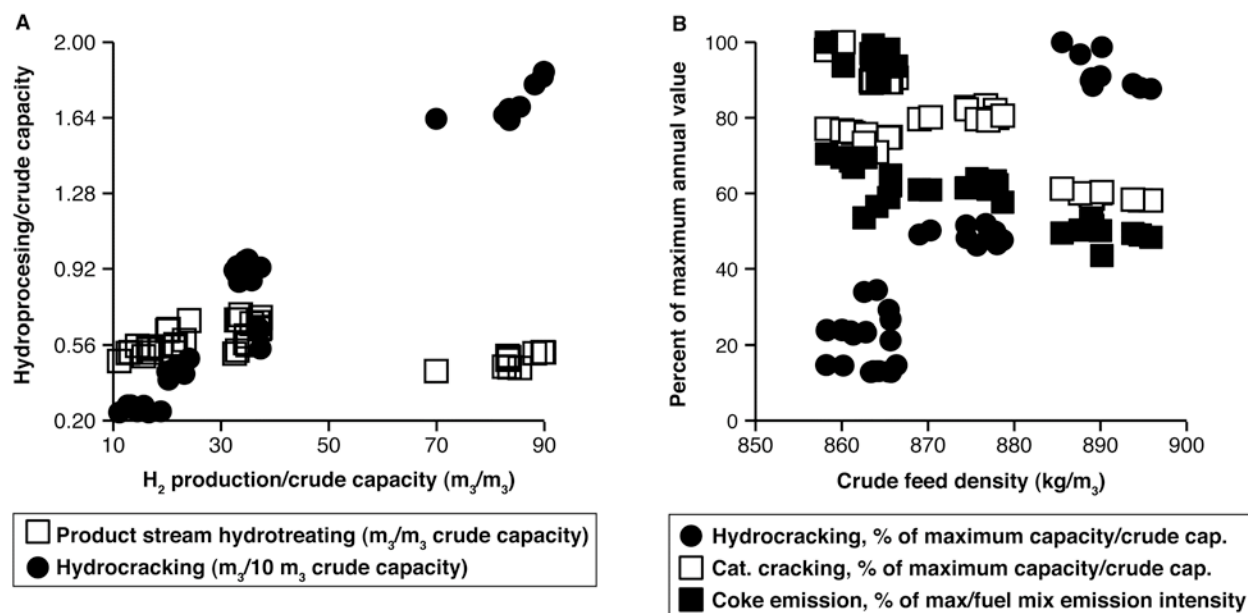 A
2.00
1.64
1.28
0.92
0.56
0.20
Hydroprocesing/crude capacity
10
30
50
70
90
H₂ production/crude capacity (m₃/m₃)
Product stream hydrotreating (m₃/m₃ crude capacity)
Hydrocracking (m₃/10 m₃ crude capacity)
B
100
80
60
40
20
0
Percent of maximum annual value
850
860
870
880
890
900
Crude feed density (kg/m₃)
Hydrocracking, % of maximum capacity/crude cap.
Cat. cracking, % of maximum capacity/crude cap.
Coke emission, % of max/fuel mix emission intensity